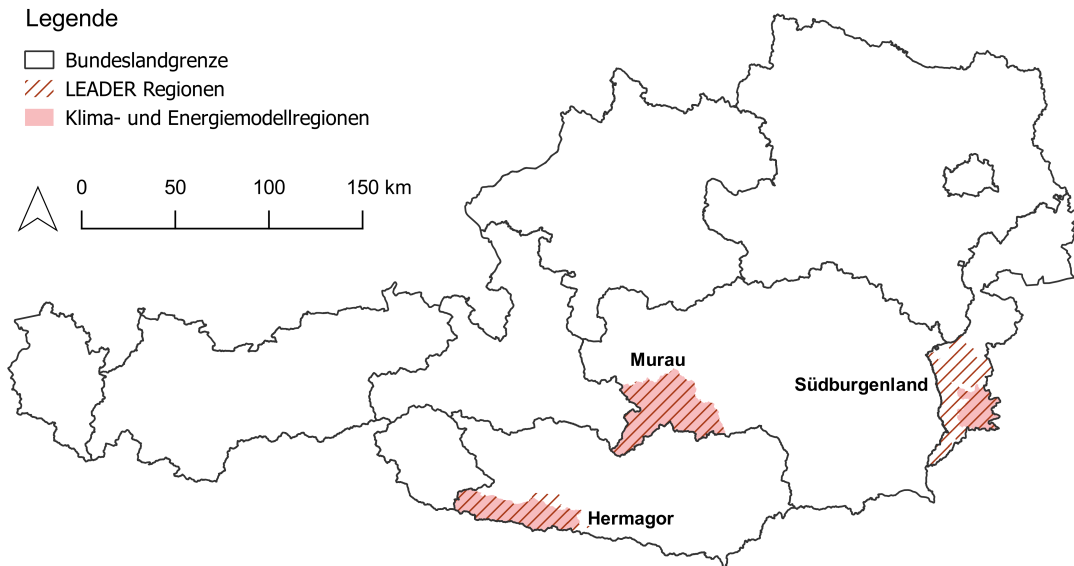 Legende
Bundeslandgrenze
LEADER Regionen
Klima- und Energiemodellregionen
0 50 100 150 km
Murau
Südburgenland
Hermagor